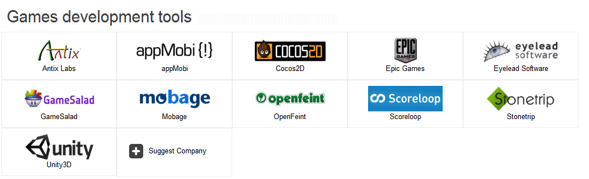 Games development tools
Antix
appMobi{!}
COCOS2D
EPIC
GAMES
eyelead
software
Antix Labs
appMobi
Cocos2D
Epic Games
Eyelead Software
GameSalad
mobage
openfeint
Scoreloop
Stonetrip
GameSalad
Mobage
OpenFeint
Scoreloop
Stonetrip
unity
Suggest Company
Unity3D